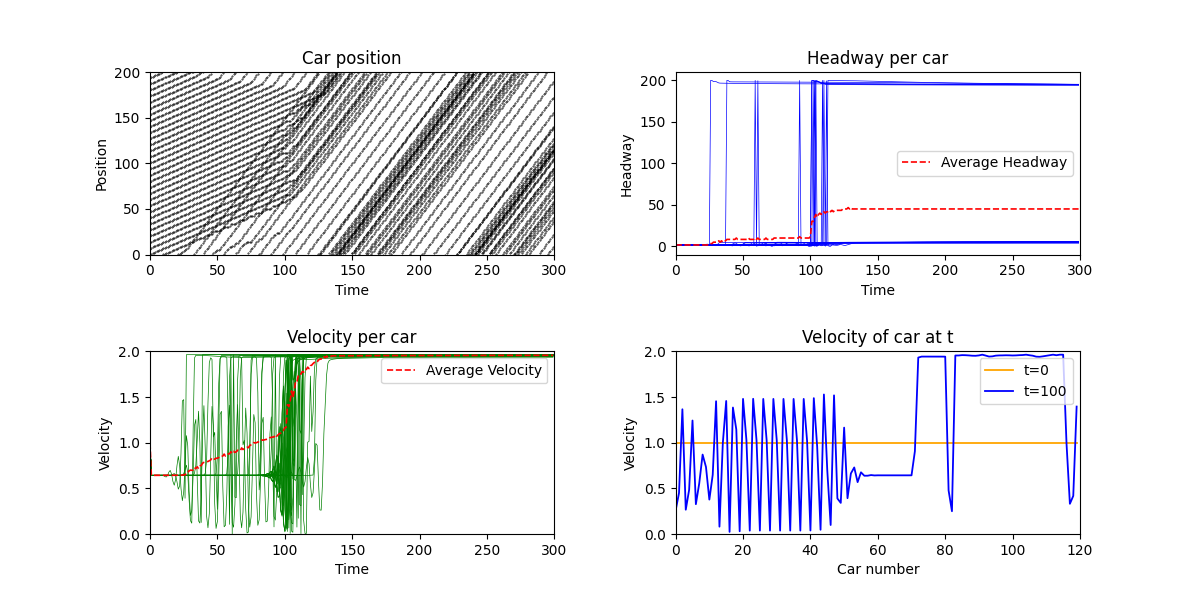 Car position
200
150
100
50
0
Position
0 50 100 150 200 250 300
Time
Headway per car
200
150
100
50
0
Headway
Average Headway
0 50 100 150 200 250 300
Time
Velocity per car
2.0
1.5
1.0
0.5
0.0
Velocity
Average Velocity
0 50 100 150 200 250 300
Time
Velocity of car at t
2.0
1.5
1.0
0.5
0.0
Velocity
t=0
t=100
0 20 40 60 80 100 120
Car number